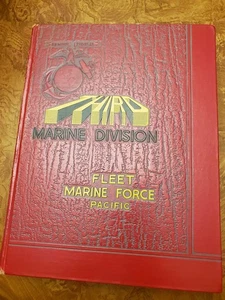 THIRD
MARINE DIVISION
FLEET
MARINE FORCE
PACIFIC